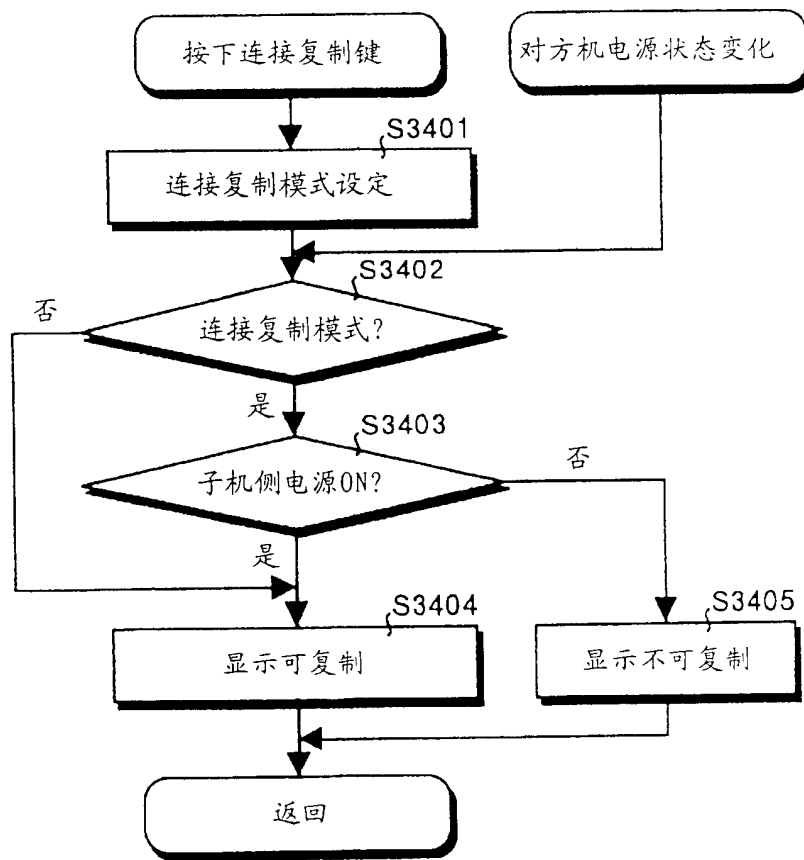 按下连接复制键
对方机电源状态变化
S3401
连接复制模式设定
S3402
否
连接复制模式?
是
S3403
否
子机侧电源ON?
是
S3404
S3405
显示可复制
显示不可复制
返回